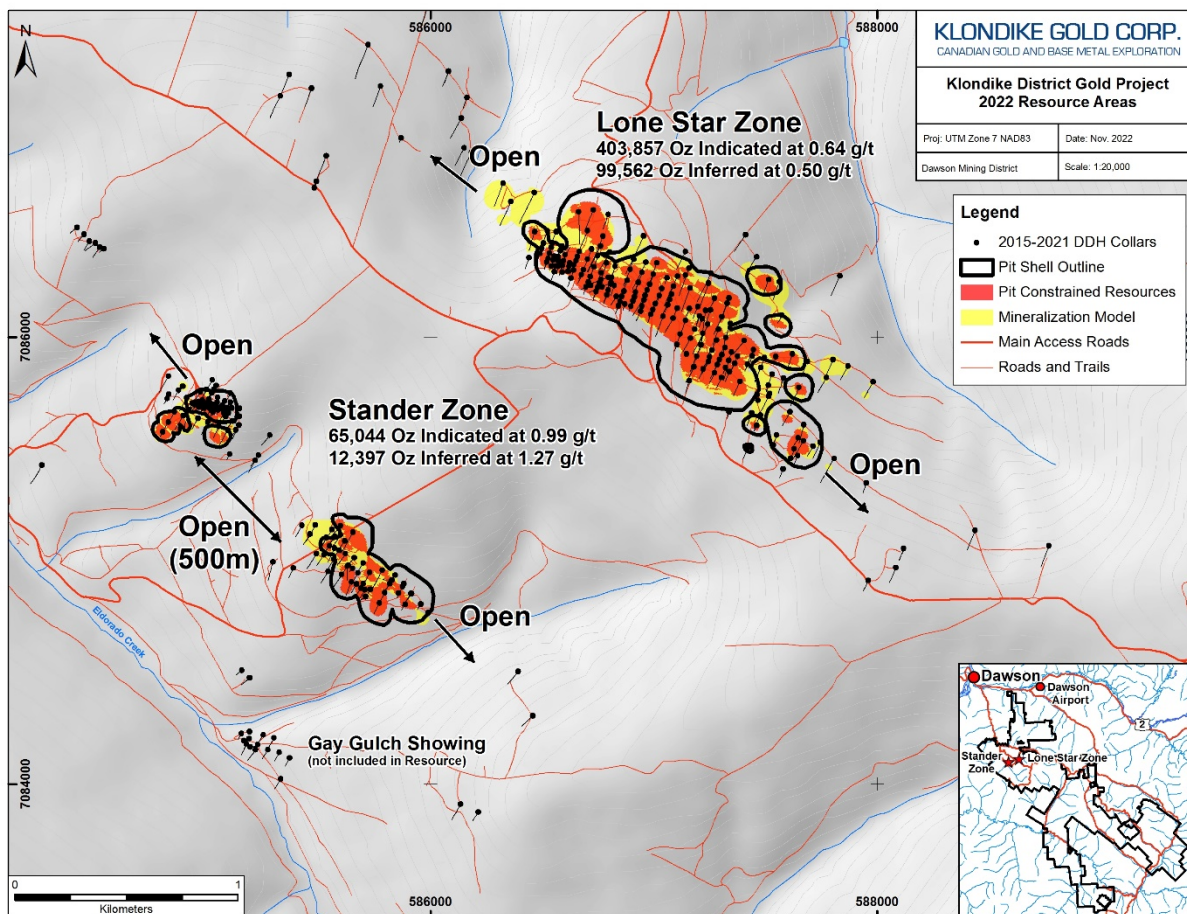 N
586000
588000
KLONDIKE GOLD CORP.
CANADIAN GOLD AND BASE METAL EXPLORATION
Klondike District Gold Project
2022 Resource Areas
Proj: UTM Zone 7 NAD83
Date: Nov. 2022
Dawson Mining District
Scale: 1:20,000
Legend
2015-2021 DDH Collars
Pit Shell Outline
Pit Constrained Resources
Mineralization Model
Main Access Roads
Roads and Trails
Lone Star Zone
403,857 Oz Indicated at 0.64 g/t
99,562 Oz Inferred at 0.50 g/t
Open
7086000
Open
Stander Zone
65,044 Oz Indicated at 0.99 g/t
12,397 Oz Inferred at 1.27 g/t
Open
Open
(500m)
Open
Eldorado Creek
Gay Gulch Showing
(not included in Resource)
7084000
Dawson
Dawson
Airport
2
Stander
Zone
Lone Star Zone
0
1
Kilometers
586000
588000